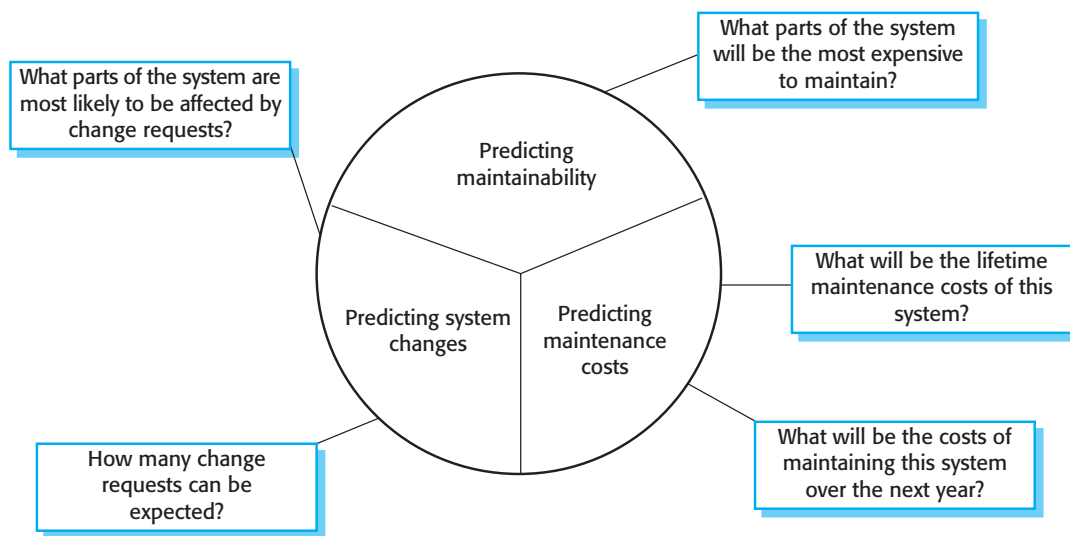 What parts of the system
will be the most expensive
to maintain?
What parts of the system are
most likely to be affected by
change requests?
Predicting
maintainability
What will be the lifetime
maintenance costs of this
system?
Predicting system
changes
Predicting
maintenance
costs
What will be the costs of
maintaining this system
over the next year?
How many change
requests can be
expected?